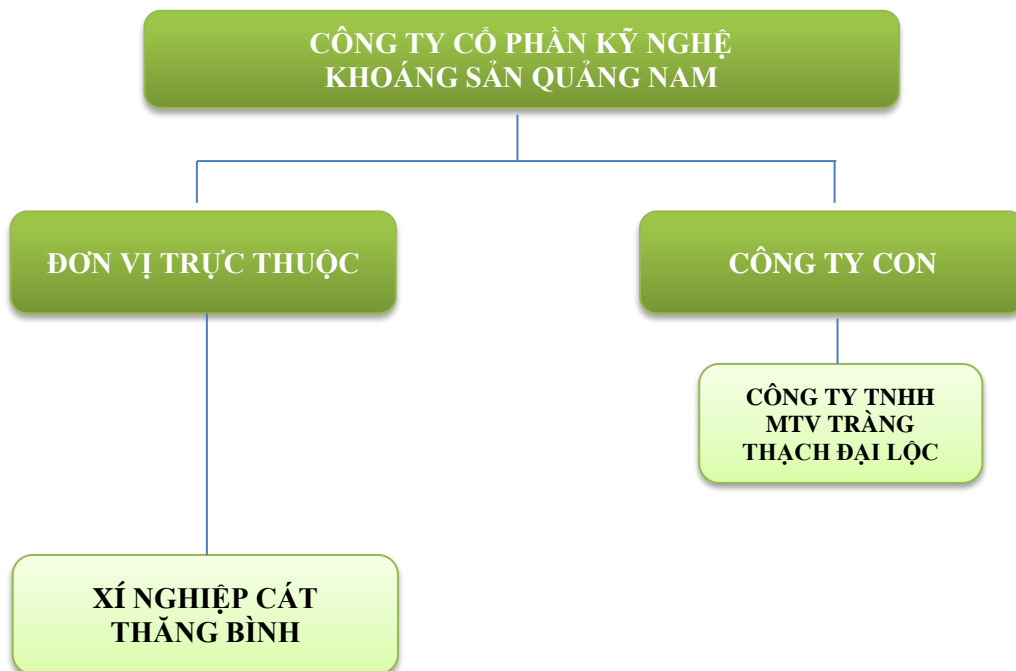 CÔNG TY CỔ PHẦN KỸ NGHỆ
KHOÁNG SẢN QUẢNG NAM
ĐƠN VỊ TRỰC THUỘC
CÔNG TY CON
CÔNG TY TNHH
MTV TRÀNG
THẠCH ĐẠI LỘC
XÍ NGHIỆP CÁT
THĂNG BÌNH